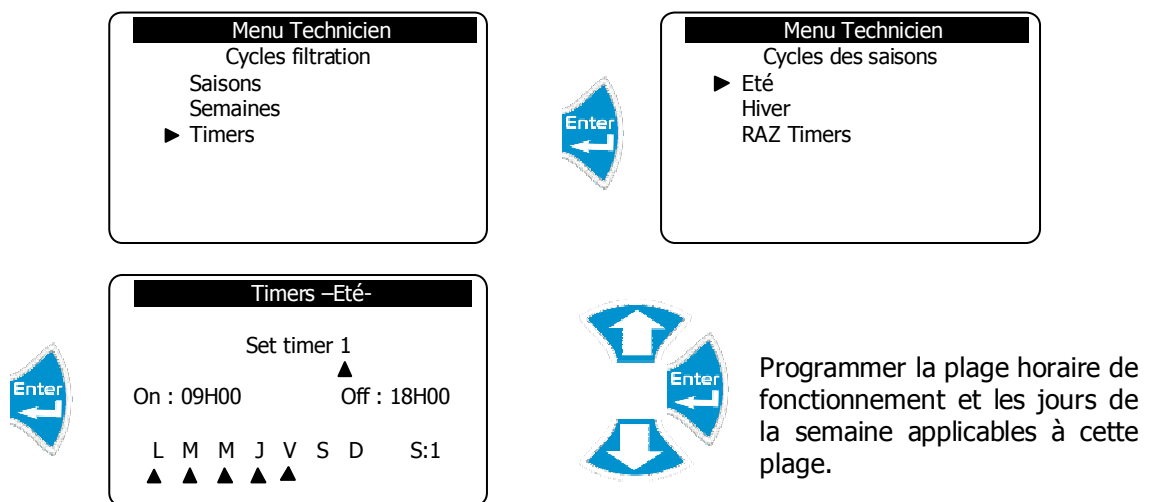 Menu Technicien
Cycles filtration
Saisons
Semaines
▶ Timers
Enter
Menu Technicien
Cycles des saisons
▶ Eté
Hiver
RAZ Timers
Enter
Timers –Eté-
Set timer 1
▲
On : 09H00 Off : 18H00
L M M J V S D S:1
▲ ▲ ▲ ▲ ▲
Enter
Programmer la plage horaire de
fonctionnement et les jours de
la semaine applicables à cette
plage.